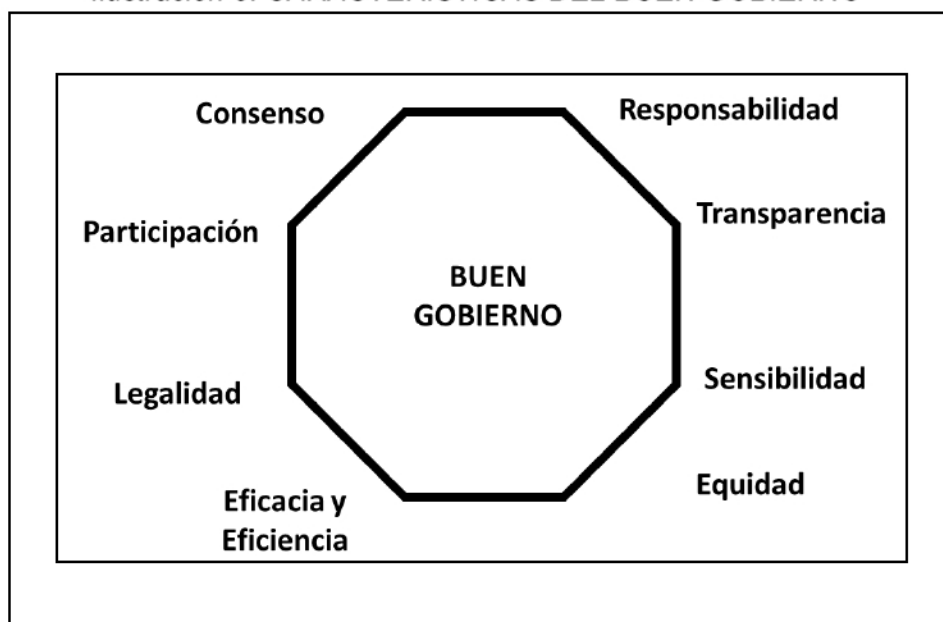 Consenso
Responsabilidad
Participación
Transparencia
BUEN
GOBIERNO
Legalidad
Sensibilidad
Eficacia y
Eficiencia
Equidad